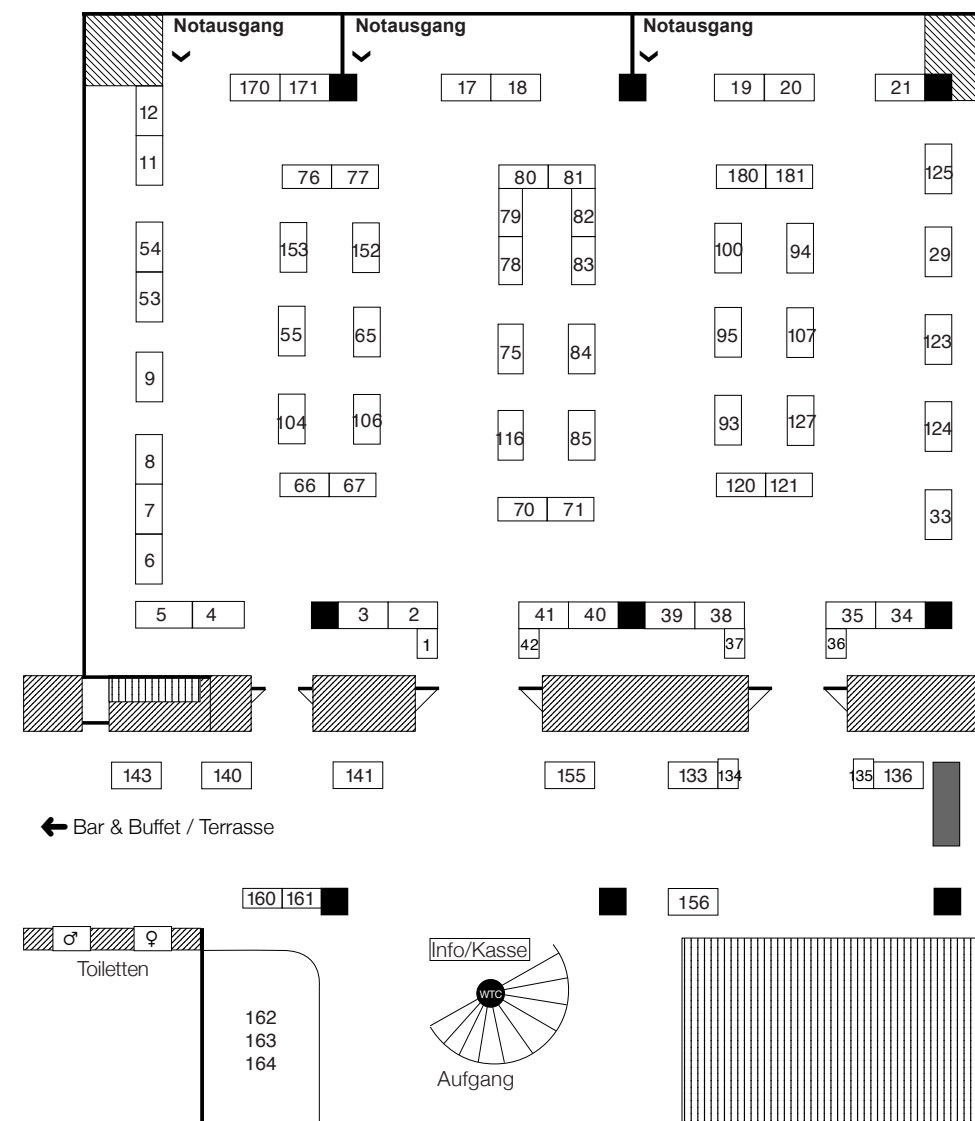 Notausgang Notausgang Notausgang
170 171 17 18 19 20 21
12
11
76 77 80 81 180 181 125
79 82
54 153 152 100 94 29
78 83
53
55 65 95 107 123
75 84
9
104 106 93 127 124
116 85
8
66 67 120 121
7 70 71 33
6
5 4 3 2 41 40 39 38 35 34
1 42 37 36
143 140 141 155 133 134 135 136
Bar & Buffet / Terrasse
160 161 156
Info/Kasse
Toiletten
WTC
162
163
164
Aufgang